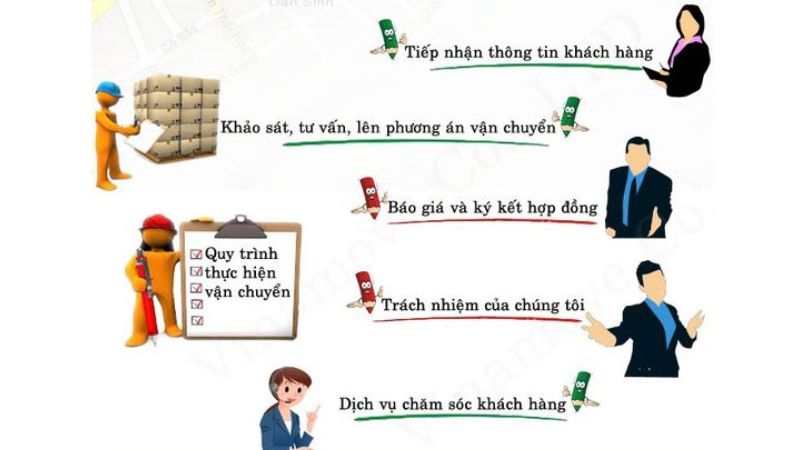 Dân Sinh
Tiếp nhận thông tin khách hàng
Khảo sát, tư vấn, lên phương án vận chuyển
Báo giá và ký kết hợp đồng
Quy trình
thực hiện
vận chuyển
Trách nhiệm của chúng tôi
Dịch vụ chăm sóc khách hàng